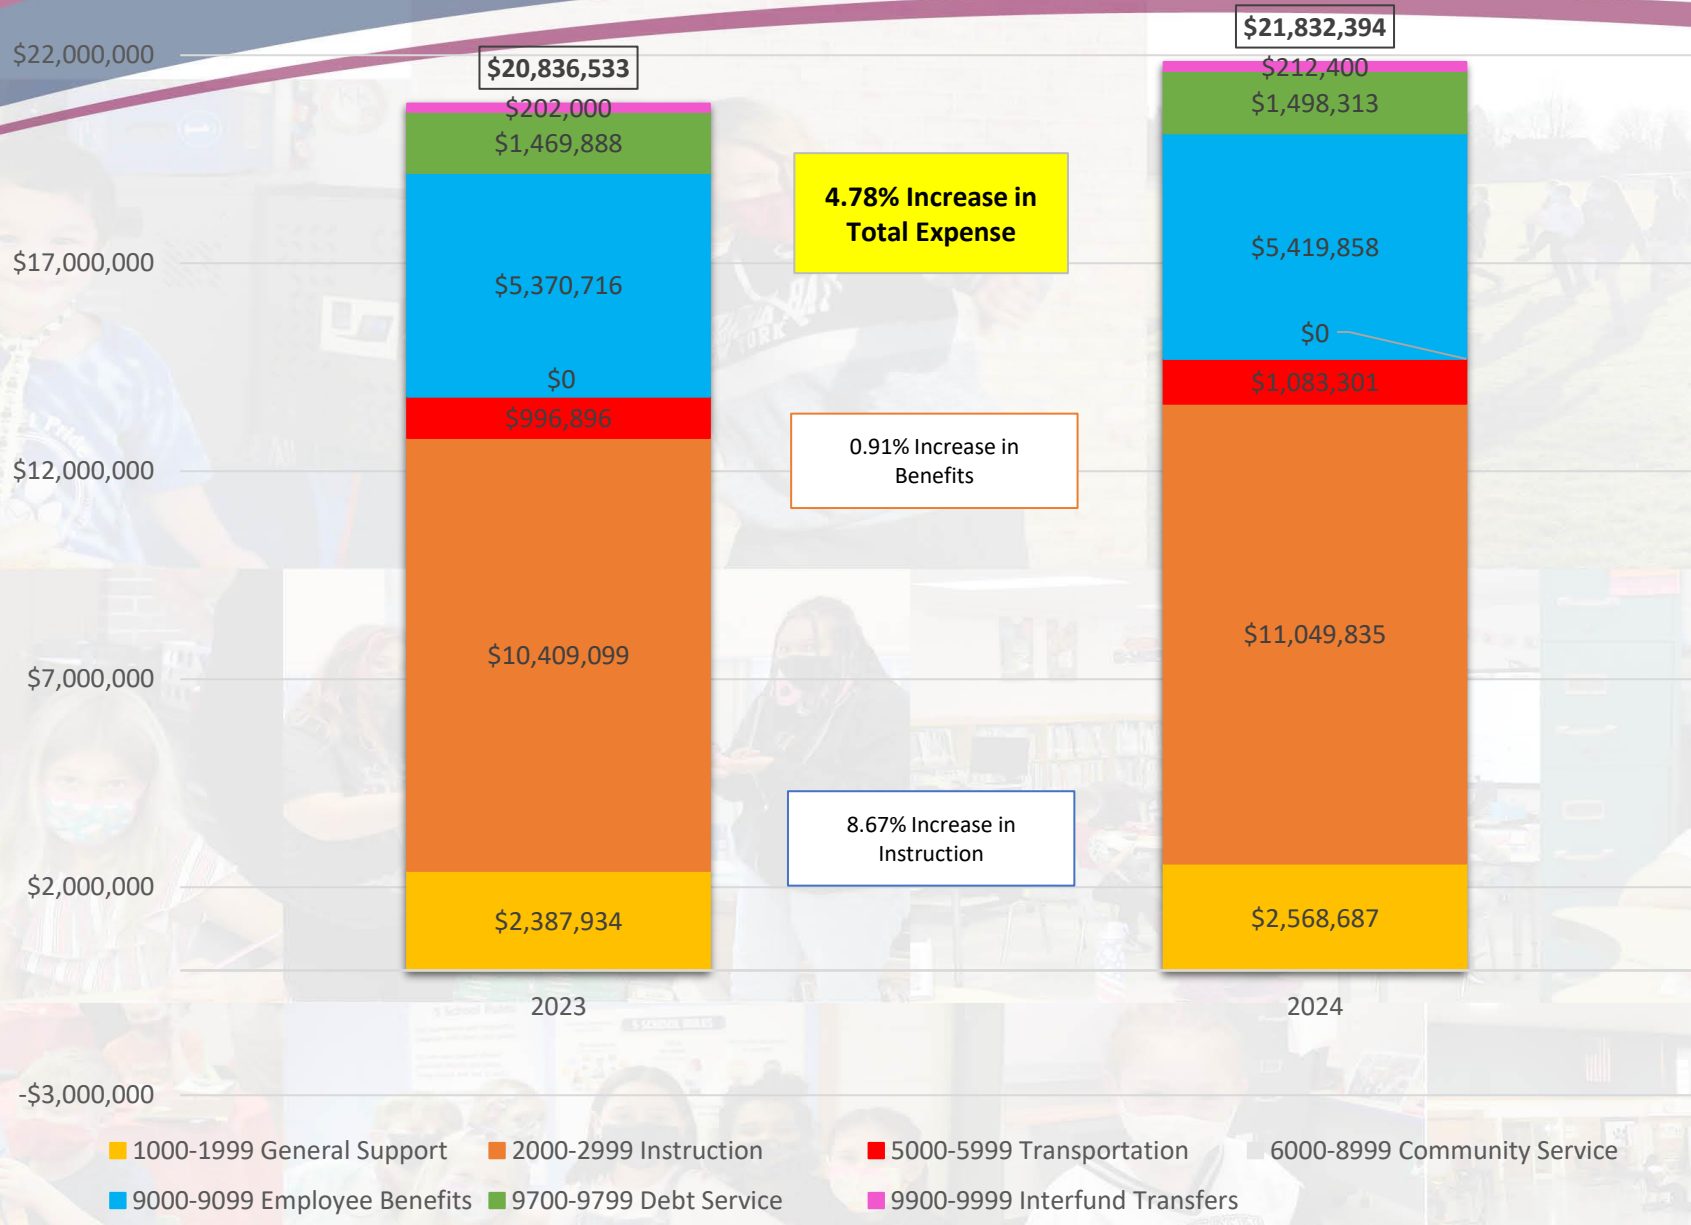 $22,000,000
$17,000,000
$12,000,000
$7,000,000
$2,000,000
-$3,000,000
$20,836,533
$202,000
$1,469,888
$5,370,716
$0
$996,896
$10,409,099
$2,387,934
2023
4.78% Increase in
Total Expense
0.91% Increase in
Benefits
8.67% Increase in
Instruction
$21,832,394
$212,400
$1,498,313
$5,419,858
$0
$1,083,301
$11,049,835
$2,568,687
2024
1000-1999 General Support
2000-2999 Instruction
5000-5999 Transportation
6000-8999 Community Service
9000-9099 Employee Benefits
9700-9799 Debt Service
9900-9999 Interfund Transfers